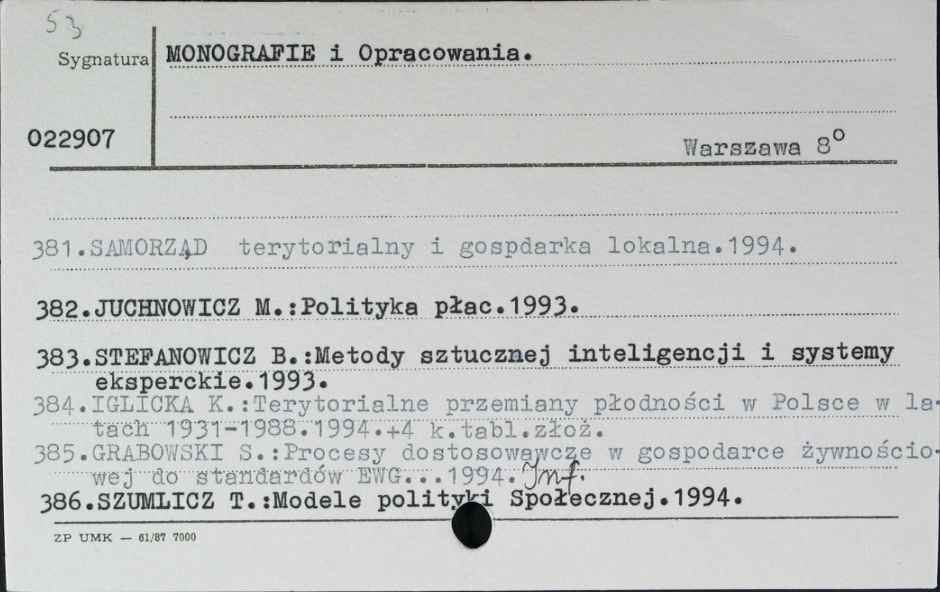 53
Sygnatura MONOGRAFIE i Opracowania.
022907
Warszawa 8º
381.SAMORZĄD terytorialny i gospdarka lokalna.1994.
382.JUCHNOWICZ M.:Polityka płac.1993.
383.STEFANOWICZ B.:Metody sztucznej inteligencji i systemy
eksperckie.1993.
384.IGLICKA K.:Terytorialne przemiany płodności w Polsce w la-
tach 1931-1988.1994.+4 k.tabl.złoż.
385.GRABOWSKI S.:Procesy dostosowawcze w gospodarce żywnościo-
wej do standardów EWG...1994. Inf.
386.SZUMLICZ T.:Modele polityki Społecznej.1994.
ZP UMK — 61/87 7000